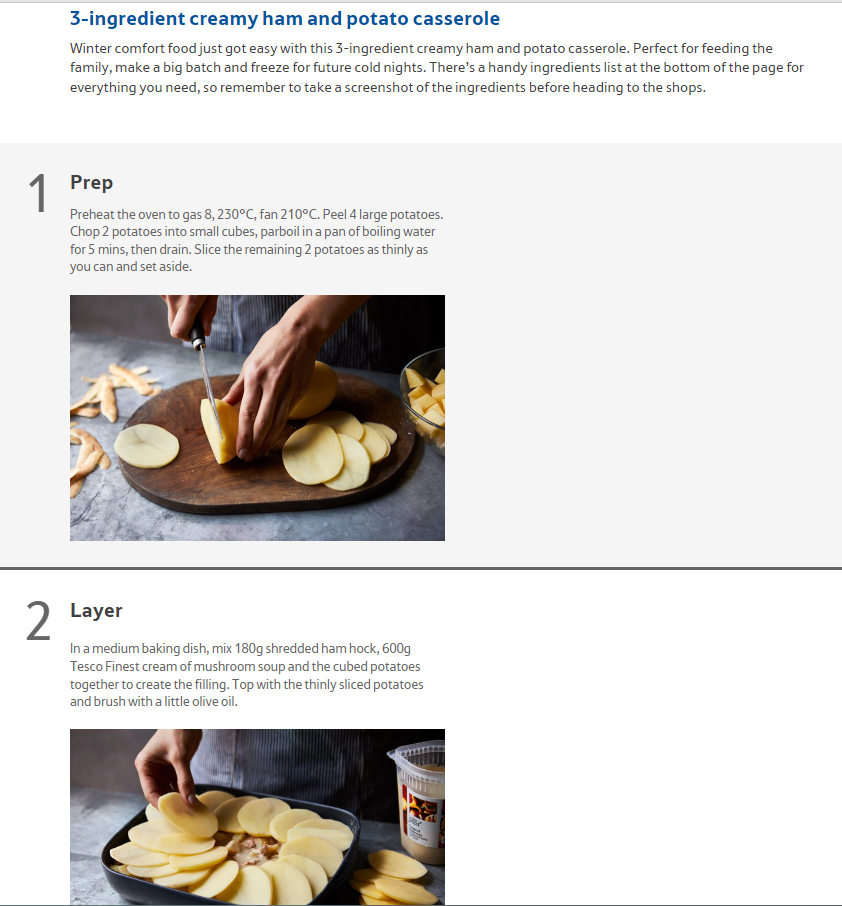 3-ingredient creamy ham and potato casserole
Winter comfort food just got easy with this 3-ingredient creamy ham and potato casserole. Perfect for feeding the
family, make a big batch and freeze for future cold nights. There's a handy ingredients list at the bottom of the page for
everything you need, so remember to take a screenshot of the ingredients before heading to the shops.
1
Prep
Preheat the oven to gas 8, 230°C, fan 210°C. Peel 4 large potatoes.
Chop 2 potatoes into small cubes, parboil in a pan of boiling water
for 5 mins, then drain. Slice the remaining 2 potatoes as thinly as
you can and set aside.
2
Layer
In a medium baking dish, mix 180g shredded ham hock, 600g
Tesco Finest cream of mushroom soup and the cubed potatoes
together to create the filling. Top with the thinly sliced potatoes
and brush with a little olive oil.